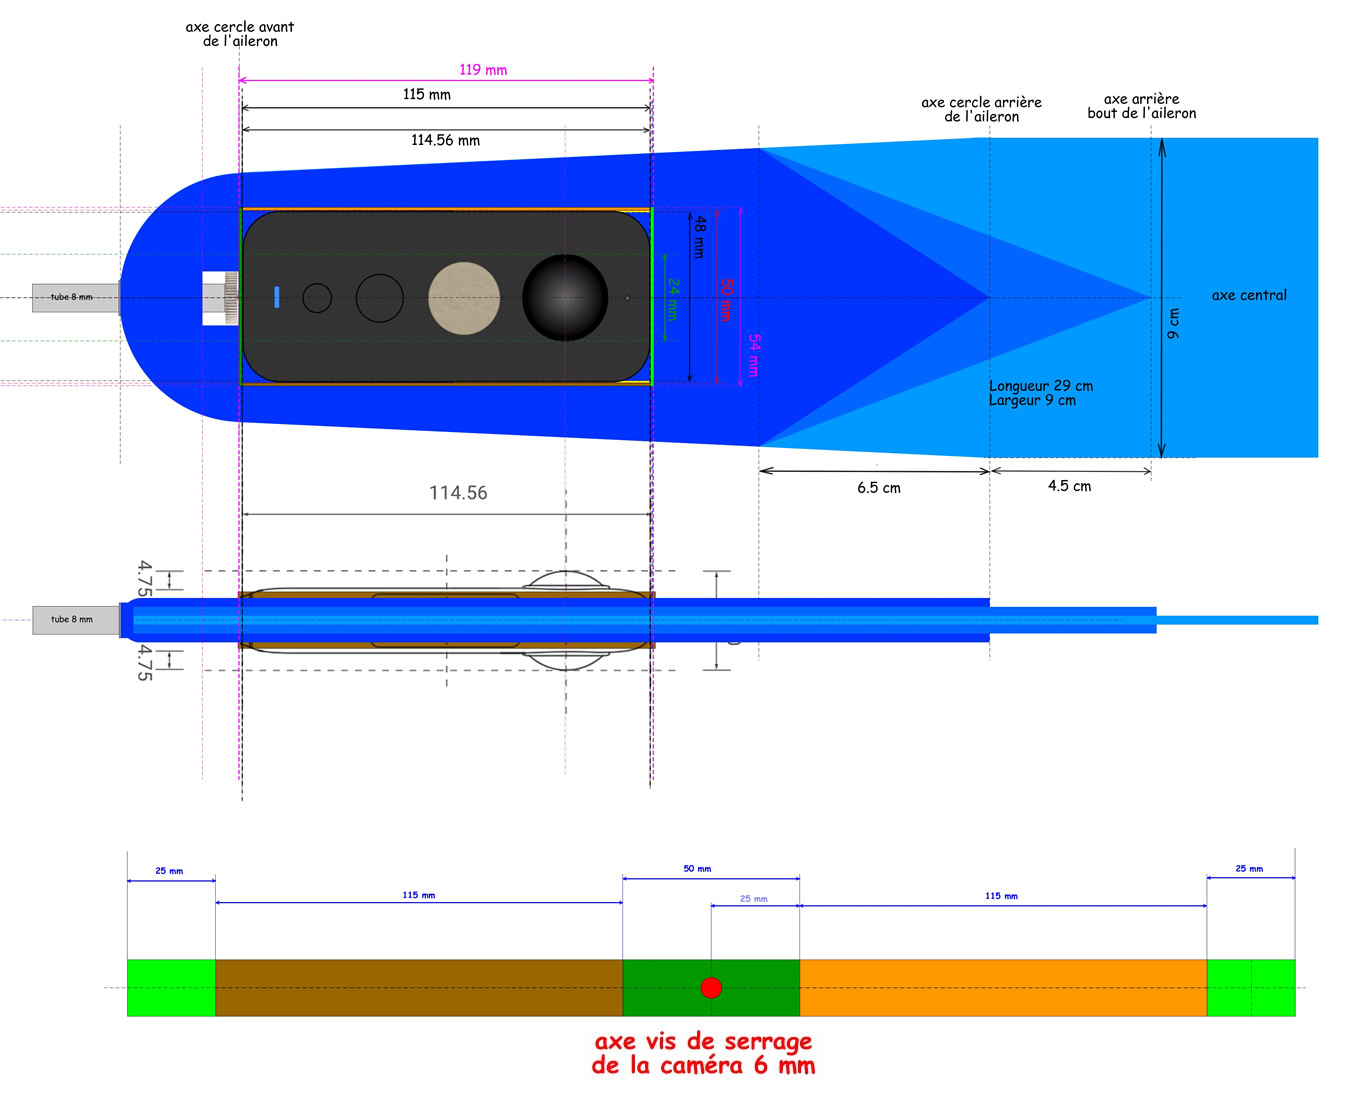 axe cercle avant
de l'aileron
119 mm
115 mm
114.56 mm
axe cercle arrière
de l'aileron
axe arrière
bout de l'aileron
48 mm
24 mm
50 mm
54 mm
tube 8 mm
axe central
9 cm
Longueur 29 cm
Largeur 9 cm
6.5 cm
4.5 cm
114.56
4.75
tube 8 mm
4.75
25 mm
115 mm
50 mm
25 mm
115 mm
25 mm
axe vis de serrage
de la caméra 6 mm